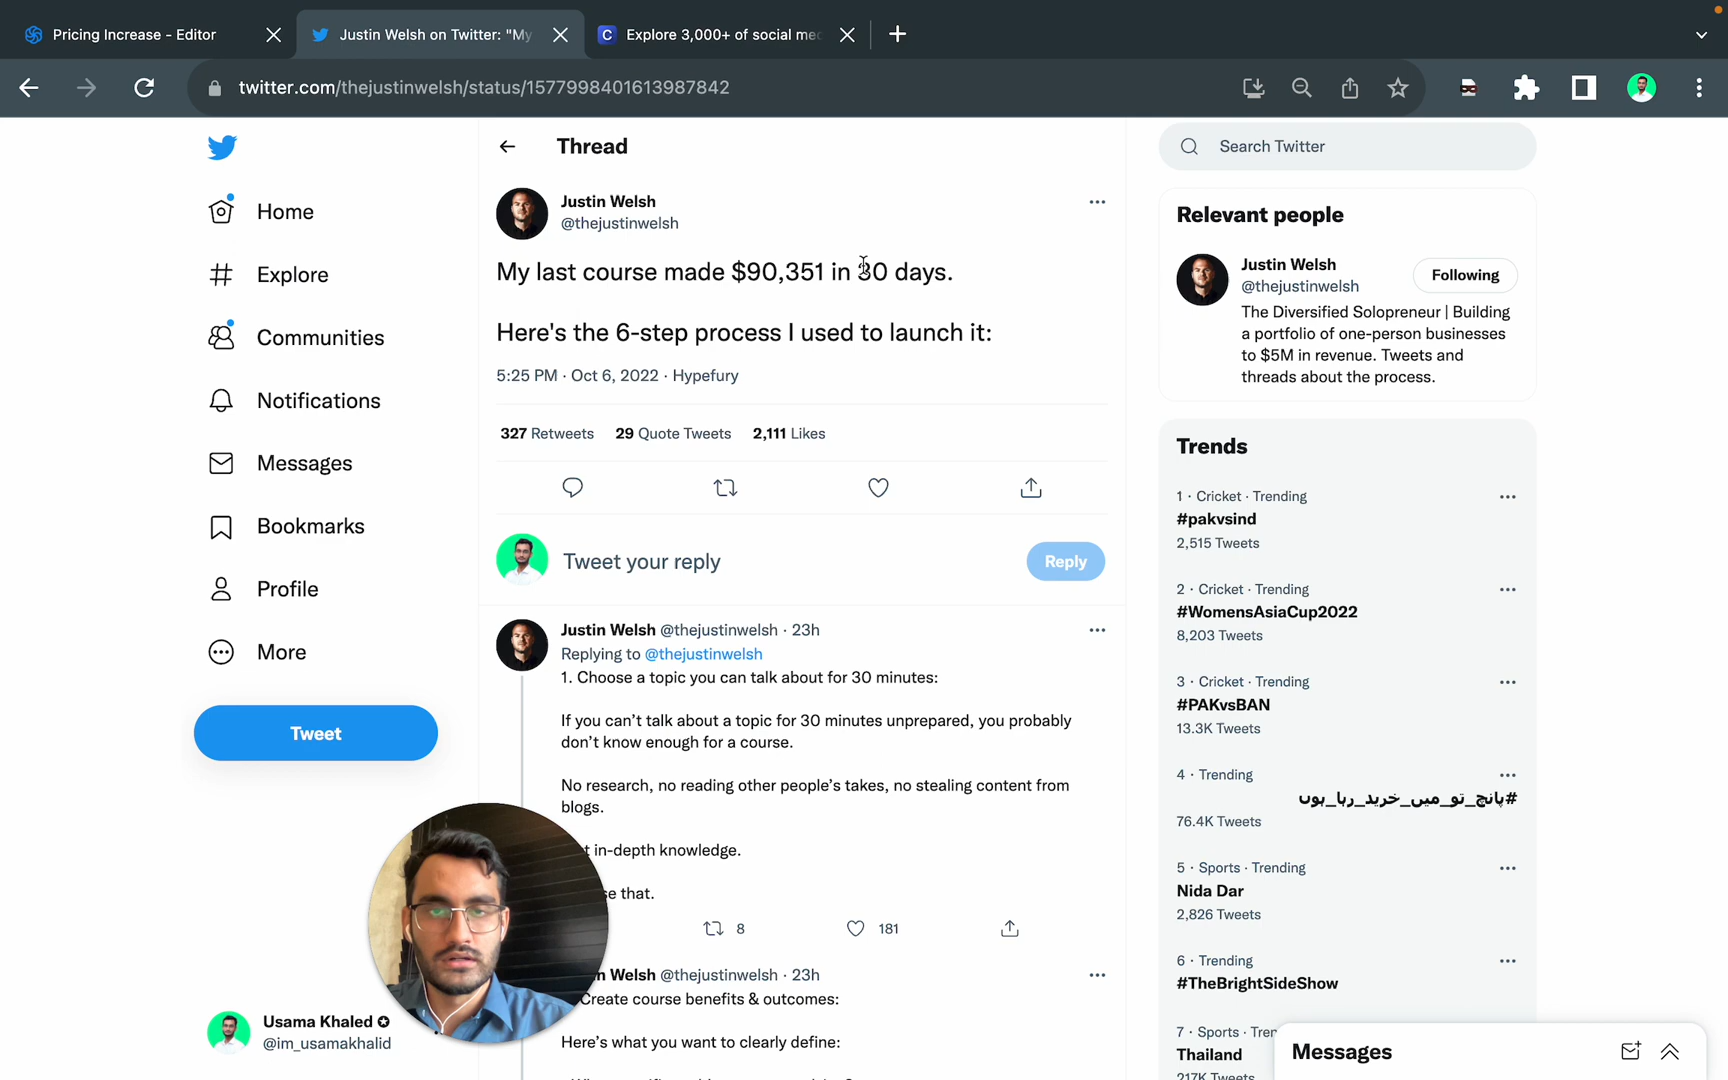 Pricing Increase - Editor
Justin Welsh on Twitter: "My
Explore 3,000+ of social med
twitter.com/thejustinwelsh/status/1577998401613987842
Home
Explore
Communities
Notifications
Messages
Bookmarks
Profile
More
Tweet
Usama Khaled
@im_usamakhalid
Thread
Justin Welsh
@thejustinwelsh
My last course made $90,351 in 30 days.
Here's the 6-step process I used to launch it:
5:25 PM · Oct 6, 2022 · Hypefury
327 Retweets 29 Quote Tweets 2,111 Likes
Tweet your reply
Reply
Justin Welsh @thejustinwelsh · 23h
Replying to @thejustinwelsh
1. Choose a topic you can talk about for 30 minutes:
If you can't talk about a topic for 30 minutes unprepared, you probably
don't know enough for a course.
No research, no reading other people's takes, no stealing content from
blogs.
in-depth knowledge.
that.
8 181
Welsh @thejustinwelsh · 23h
Create course benefits & outcomes:
Here's what you want to clearly define:
Search Twitter
Relevant people
Justin Welsh
@thejustinwelsh
Following
The Diversified Solopreneur | Building
a portfolio of one-person businesses
to $5M in revenue. Tweets and
threads about the process.
Trends
1 · Cricket · Trending
#pakvsind
2,515 Tweets
2 · Cricket · Trending
#WomensAsiaCup2022
8,203 Tweets
3 · Cricket · Trending
#PAKvsBAN
13.3K Tweets
4 · Trending
#پانچ_تو_میں_خرید_رہا_ہوں
76.4K Tweets
5 · Sports · Trending
Nida Dar
2,826 Tweets
6 · Trending
#TheBrightSideShow
7 · Sports · Tren
Thailand
217K Tweets
Messages